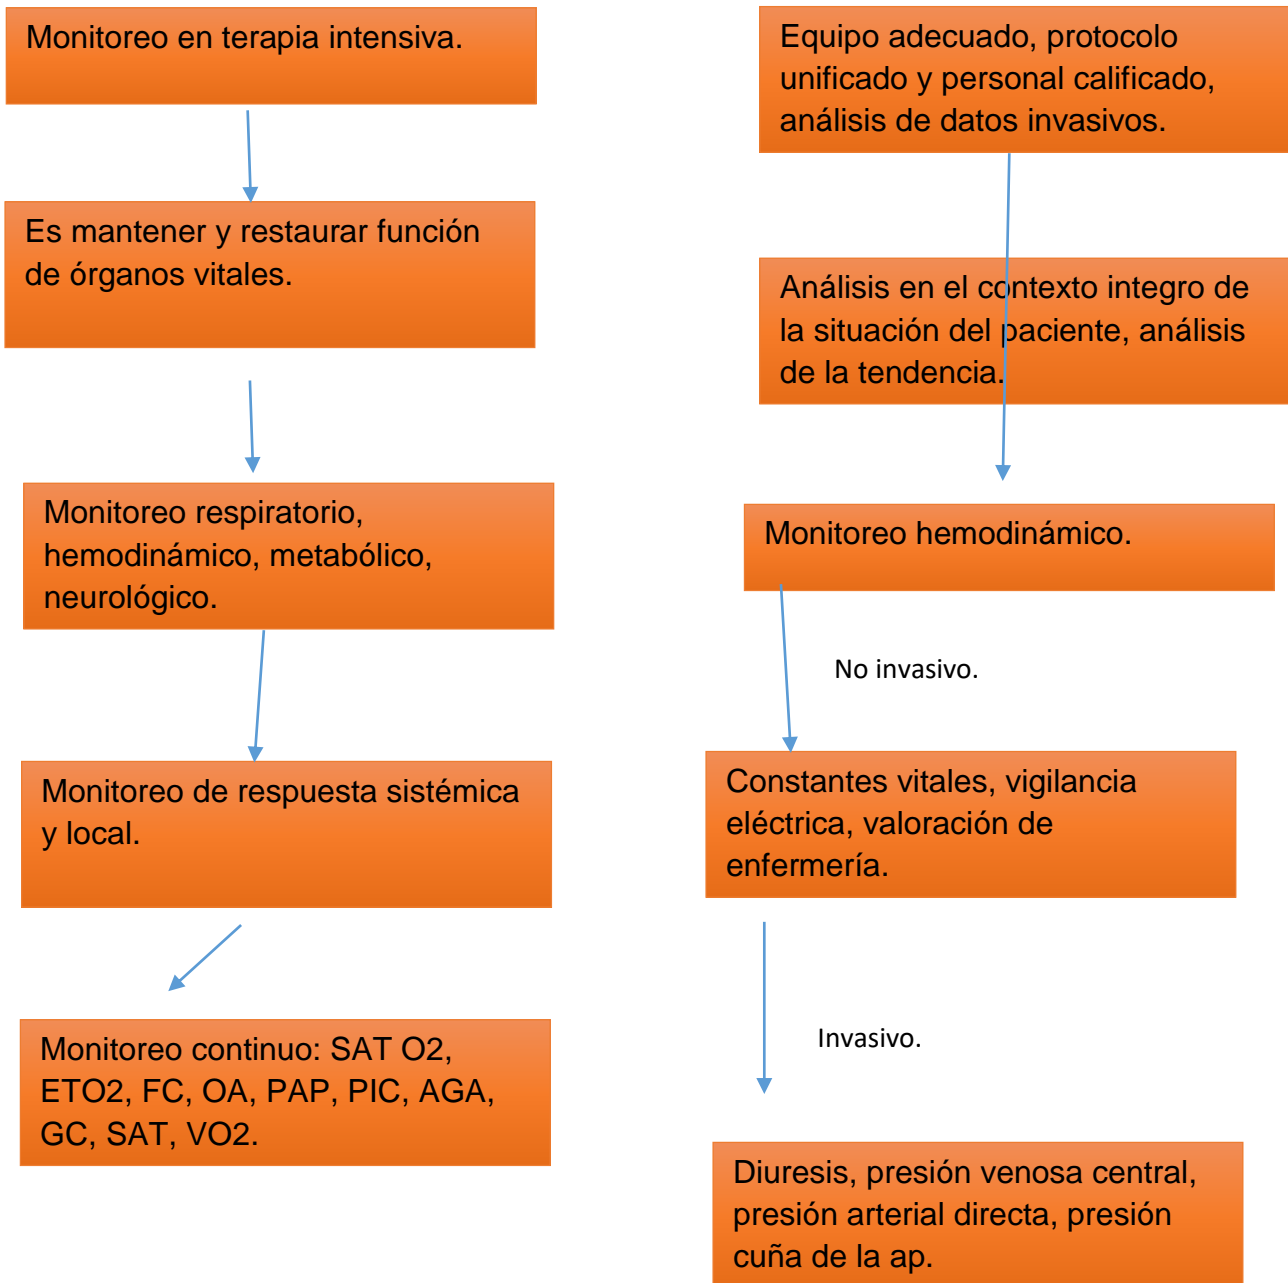 Monitoreo en terapia intensiva.
Es mantener y restaurar función
de órganos vitales.
Monitoreo respiratorio,
hemodinámico, metabólico,
neurológico.
Monitoreo de respuesta sistémica
y local.
Monitoreo continuo: SAT O2,
ETO2, FC, OA, PAP, PIC, AGA,
GC, SAT, VO2.
Equipo adecuado, protocolo
unificado y personal calificado,
análisis de datos invasivos.
Análisis en el contexto integro de
la situación del paciente, análisis
de la tendencia.
Monitoreo hemodinámico.
No invasivo.
Constantes vitales, vigilancia
eléctrica, valoración de
enfermería.
Invasivo.
Diuresis, presión venosa central,
presión arterial directa, presión
cuña de la ap.